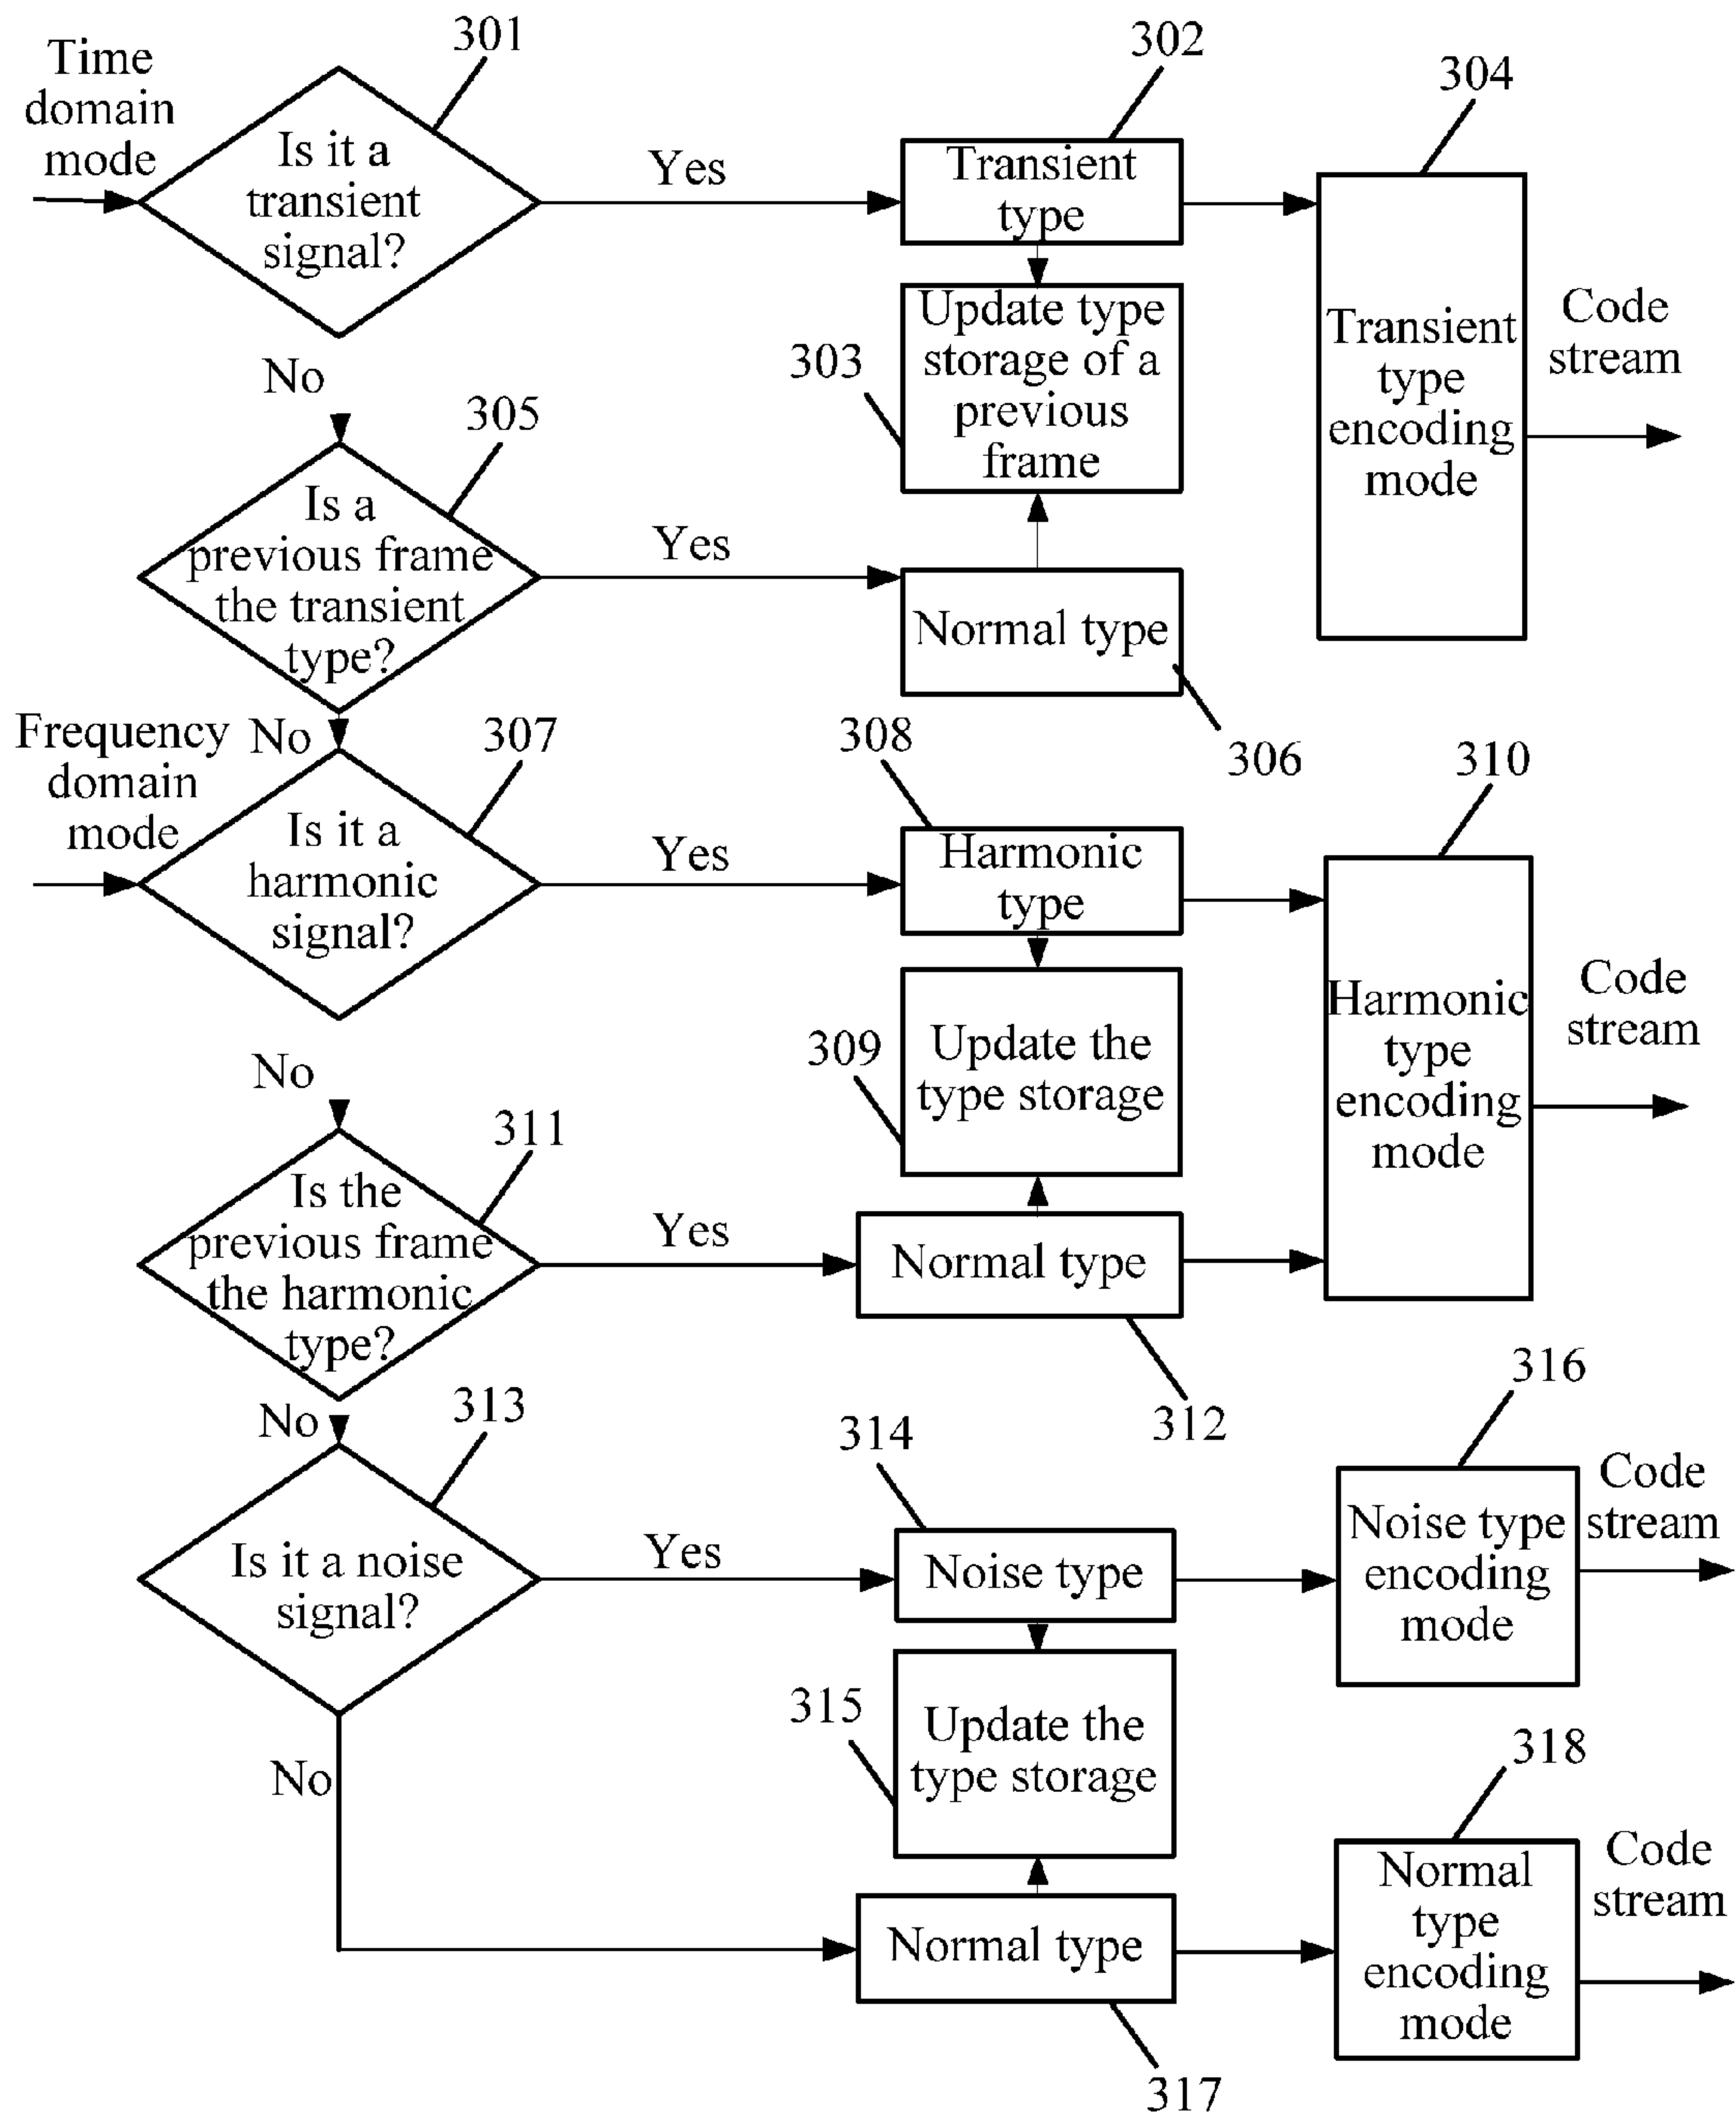 301
Time
domain
mode
Is it a
transient
signal?
Yes
302
Transient
type
304
Transient
type
encoding
mode
Code
stream
303
Update type
storage of a
previous
frame
No
305
Is a
previous frame
the transient
type?
Yes
Normal type
306
Frequency
domain
mode
No
307
Is it a
harmonic
signal?
Yes
308
Harmonic
type
310
Harmonic
type
encoding
mode
Code
stream
309
Update the
type storage
No
311
Is the
previous frame
the harmonic
type?
Yes
Normal type
312
No
313
Is it a noise
signal?
Yes
314
Noise type
316
Noise type
encoding
mode
Code
stream
315
Update the
type storage
No
Normal type
317
318
Normal
type
encoding
mode
Code
stream